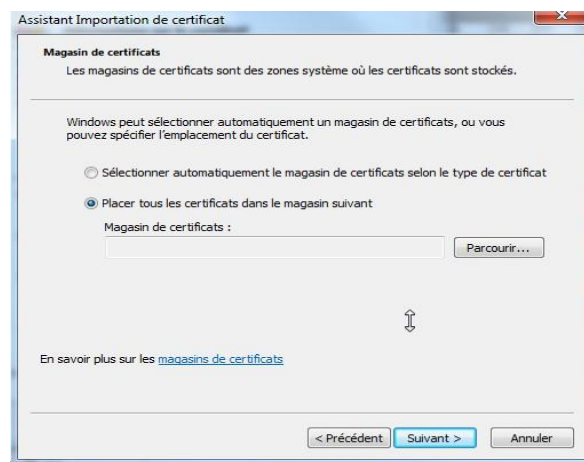 Assistant Importation de certificat
Magasin de certificats
Les magasins de certificats sont des zones système où les certificats sont stockés.
Windows peut sélectionner automatiquement un magasin de certificats, ou vous
pouvez spécifier l'emplacement du certificat.
Sélectionner automatiquement le magasin de certificats selon le type de certificat
Placer tous les certificats dans le magasin suivant
Magasin de certificats :
Parcourir...
En savoir plus sur les magasins de certificats
< Précédent Suivant > Annuler